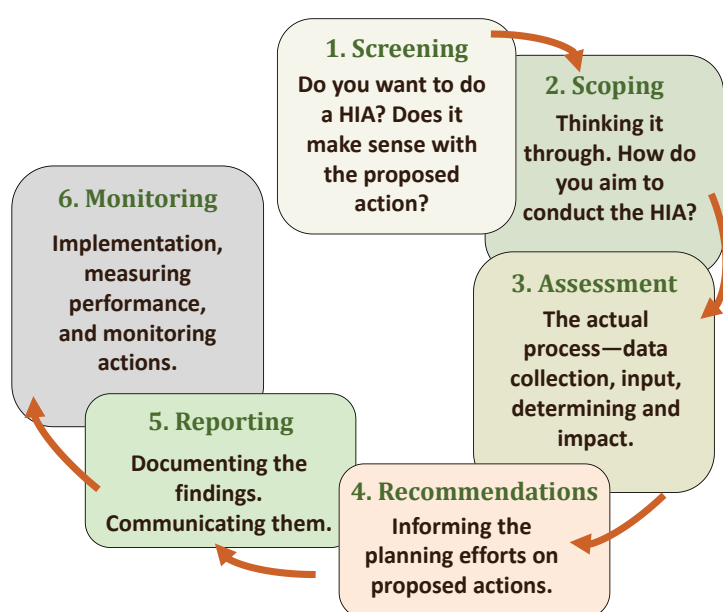 1. Screening
Do you want to do
a HIA? Does it
make sense with
the proposed
action?
2. Scoping
Thinking it
through. How do
you aim to
conduct the HIA?
3. Assessment
The actual
process—data
collection, input,
determining and
impact.
4. Recommendations
Informing the
planning efforts on
proposed actions.
5. Reporting
Documenting the
findings.
Communicating them.
6. Monitoring
Implementation,
measuring
performance,
and monitoring
actions.